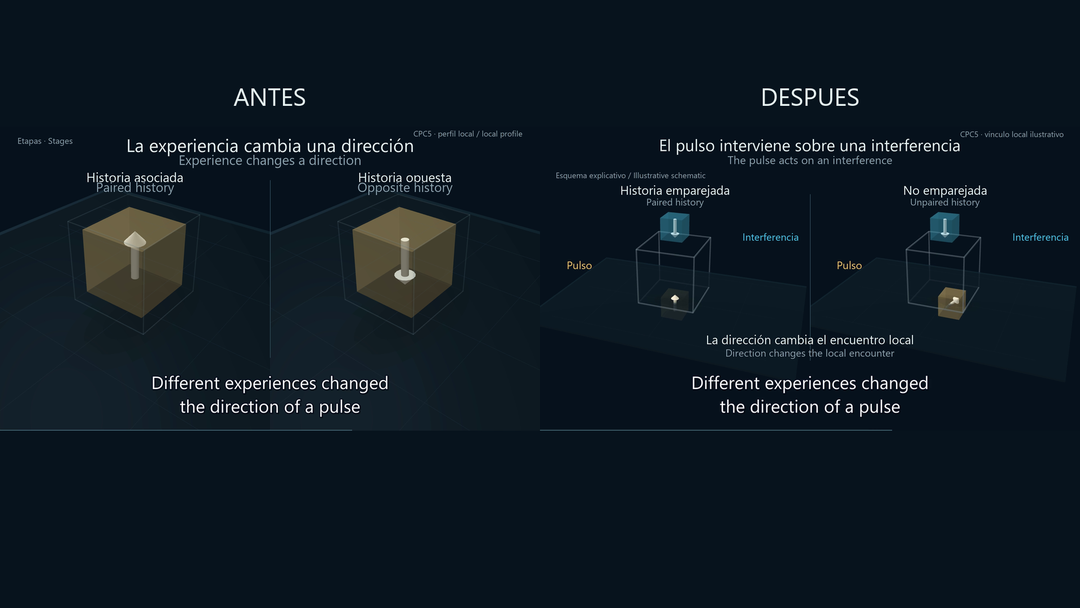 ANTES
Etapas · Stages
CPC5 · perfil local / local profile
La experiencia cambia una dirección
Experience changes a direction
Historia asociada
Paired history
Historia opuesta
Opposite history
Different experiences changed
the direction of a pulse
DESPUES
CPC5 · vinculo local ilustrativo
El pulso interviene sobre una interferencia
The pulse acts on an interference
Esquema explicativo / Illustrative schematic
Historia emparejada
Paired history
No emparejada
Unpaired history
Interferencia
Interferencia
Pulso
Pulso
La dirección cambia el encuentro local
Direction changes the local encounter
Different experiences changed
the direction of a pulse